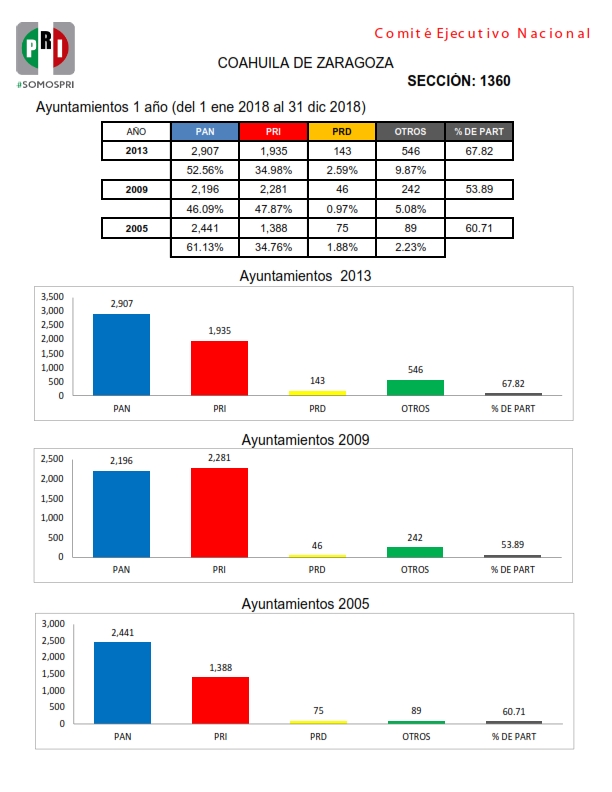 Comité Ejecutivo Nacional
PRI
#SOMOSPRI
COAHUILA DE ZARAGOZA
SECCIÓN: 1360
Ayuntamientos 1 año (del 1 ene 2018 al 31 dic 2018)
AÑO PAN PRI PRD OTROS % DE PART
2013 2,907 1,935 143 546 67.82
52.56% 34.98% 2.59% 9.87%
2009 2,196 2,281 46 242 53.89
46.09% 47.87% 0.97% 5.08%
2005 2,441 1,388 75 89 60.71
61.13% 34.76% 1.88% 2.23%
Ayuntamientos 2013
3,500
3,000
2,500
2,000
1,500
1,000
500
0
2,907 1,935 143 546 67.82
PAN PRI PRD OTROS % DE PART
Ayuntamientos 2009
2,500
2,000
1,500
1,000
500
0
2,196 2,281 46 242 53.89
PAN PRI PRD OTROS % DE PART
Ayuntamientos 2005
3,000
2,500
2,000
1,500
1,000
500
0
2,441 1,388 75 89 60.71
PAN PRI PRD OTROS % DE PART